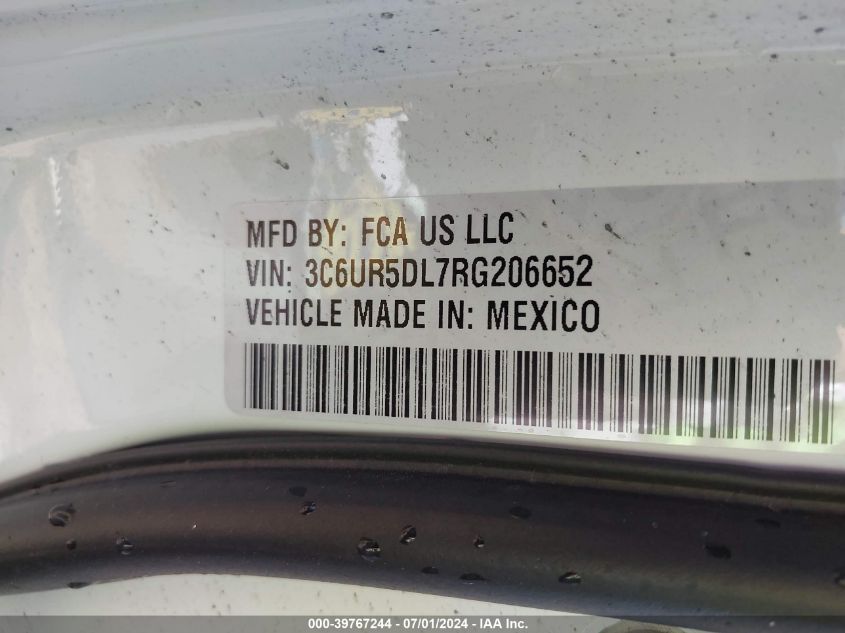 MFD BY: FCA US LLC
VIN: 3C6UR5DL7RG206652
VEHICLE MADE IN: MEXICO
000-39767244 - 07/01/2024 - IAA Inc.